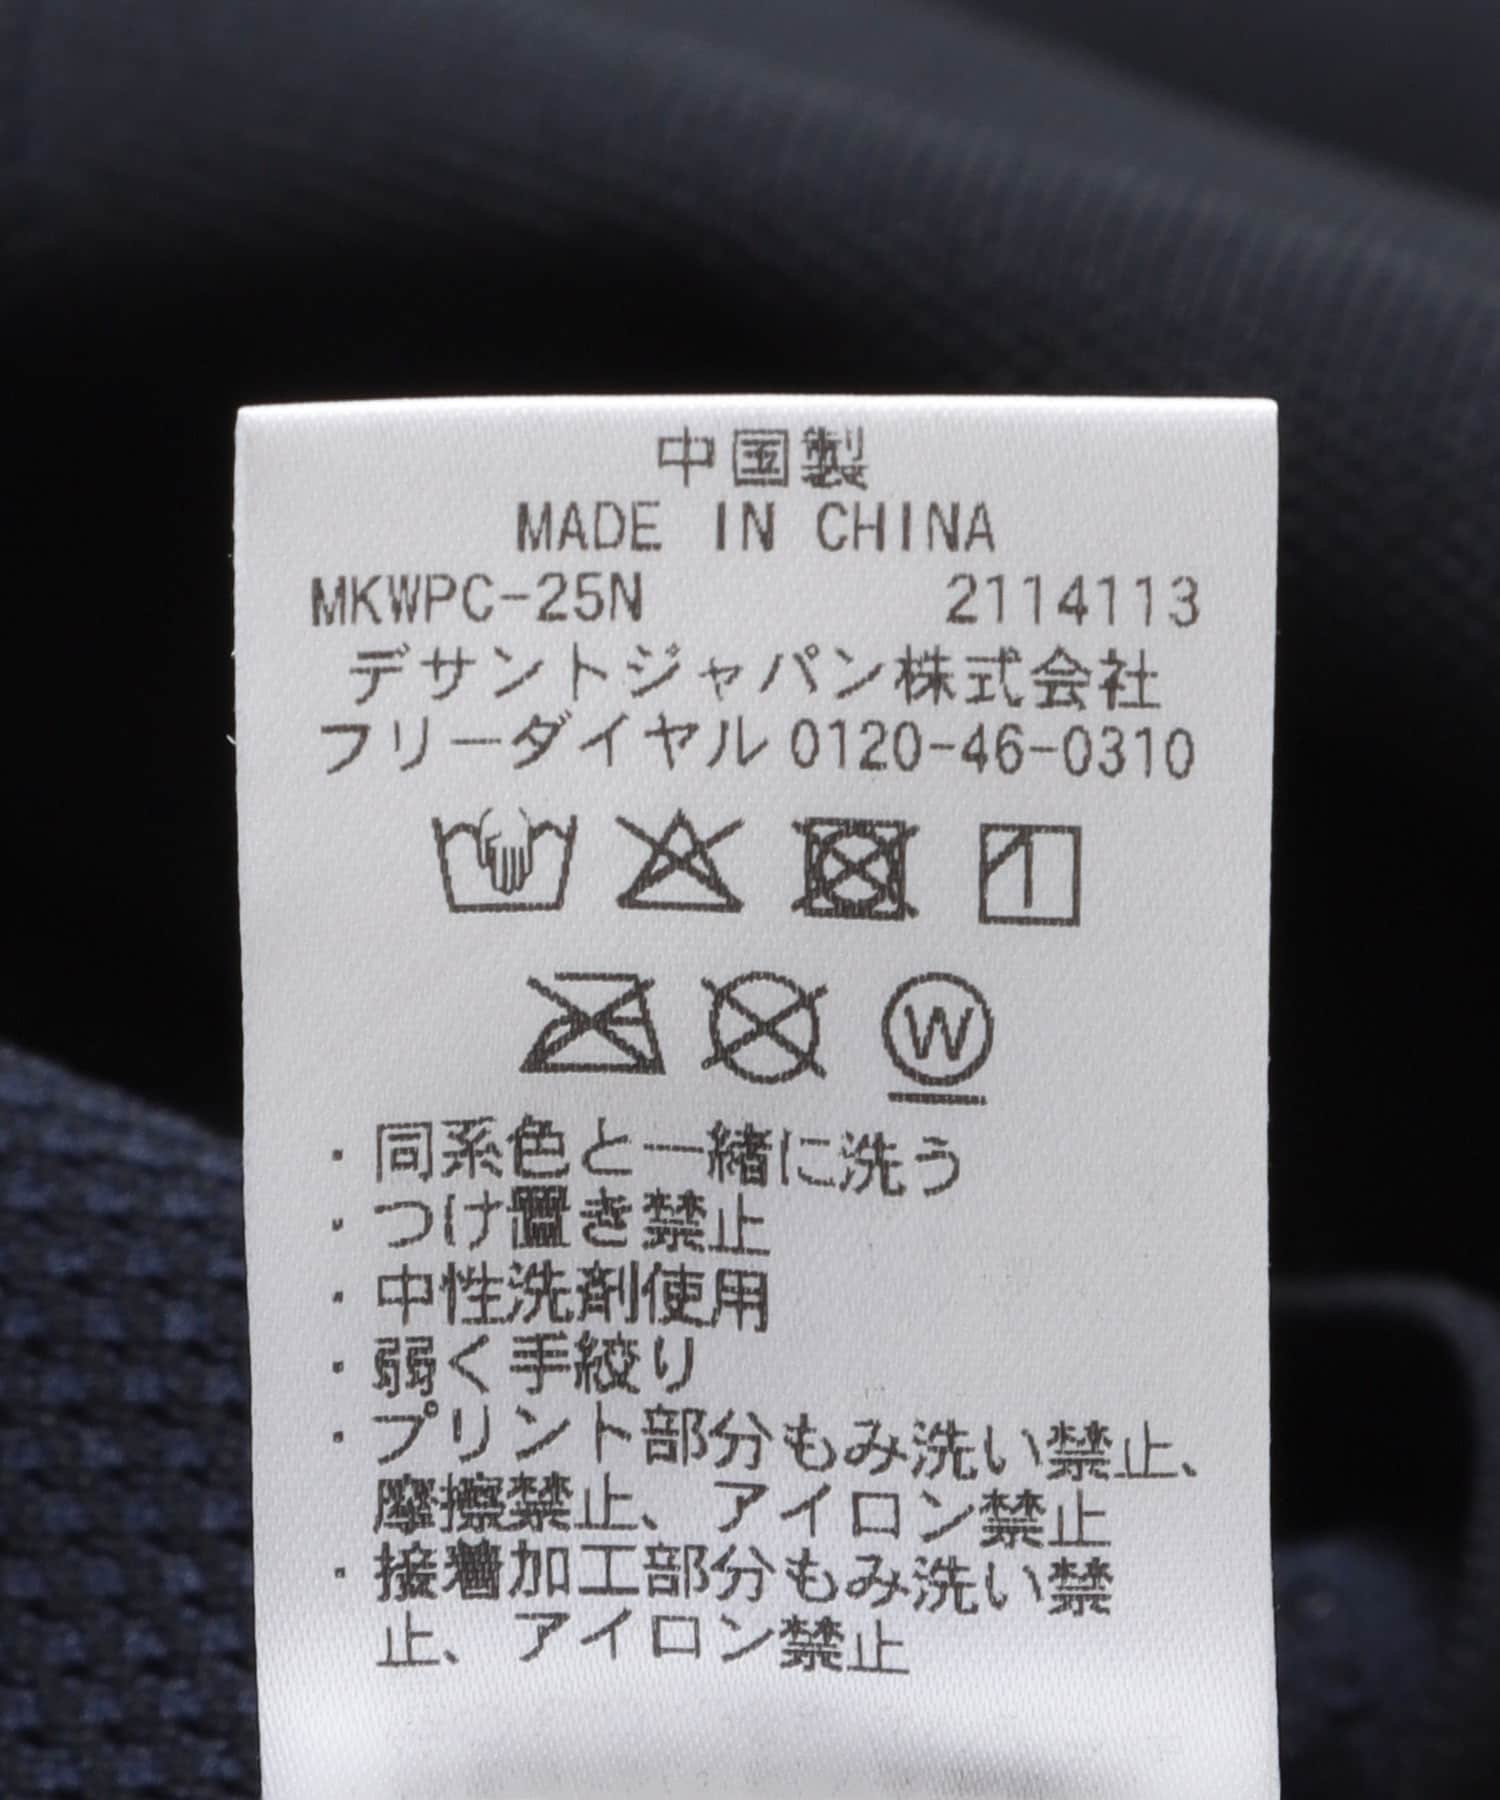 中国製
MADE IN CHINA
MKWPC-25N 2114113
デサントジャパン株式会社
フリーダイヤル 0120-46-0310
W
・同系色と一緒に洗う
・つけ置き禁止
・中性洗剤使用
・弱く手絞り
・プリント部分もみ洗い禁止、
摩擦禁止、アイロン禁止
・接着加工部分もみ洗い禁
止、アイロン禁止